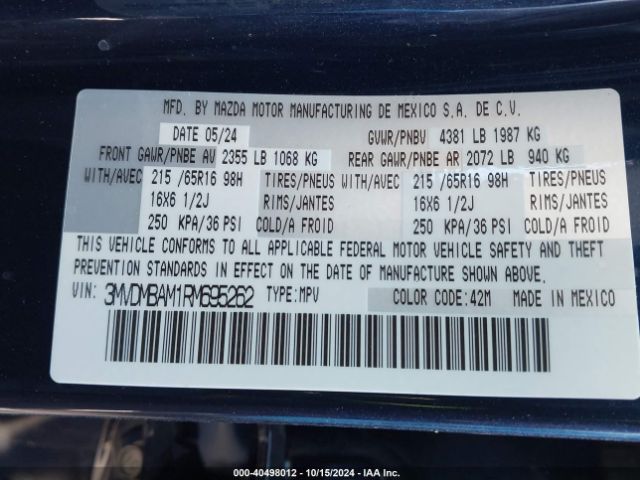 MFD. BY MAZDA MOTOR MANUFACTURING DE MEXICO S.A. DE C.V.
DATE 05/24 GVWR/PNBV 4381 LB 1987 KG
FRONT GAWR/PNBE AV 2355 LB 1068 KG REAR GAWR/PNBE AR 2072 LB 940 KG
WITH/AVEC 215 /65R16 98H TIRES/PNEUS WITH/AVEC 215 /65R16 98H TIRES/PNEUS
16X6 1/2J RIMS/JANTES 16X6 1/2J RIMS/JANTES
250 KPA/36 PSI COLD/A FROID 250 KPA/36 PSI COLD/A FROID
THIS VEHICLE CONFORMS TO ALL APPLICABLE FEDERAL MOTOR VEHICLE SAFETY AND THEFT
PREVENTION STANDARDS IN EFFECT ON THE DATE OF MANUFACTURE SHOWN ABOVE.
VIN: 3MVDMBAM1RM695262 TYPE: MPV COLOR CODE: 42M MADE IN MEXICO
000-40498012 - 10/15/2024 - IAA Inc.